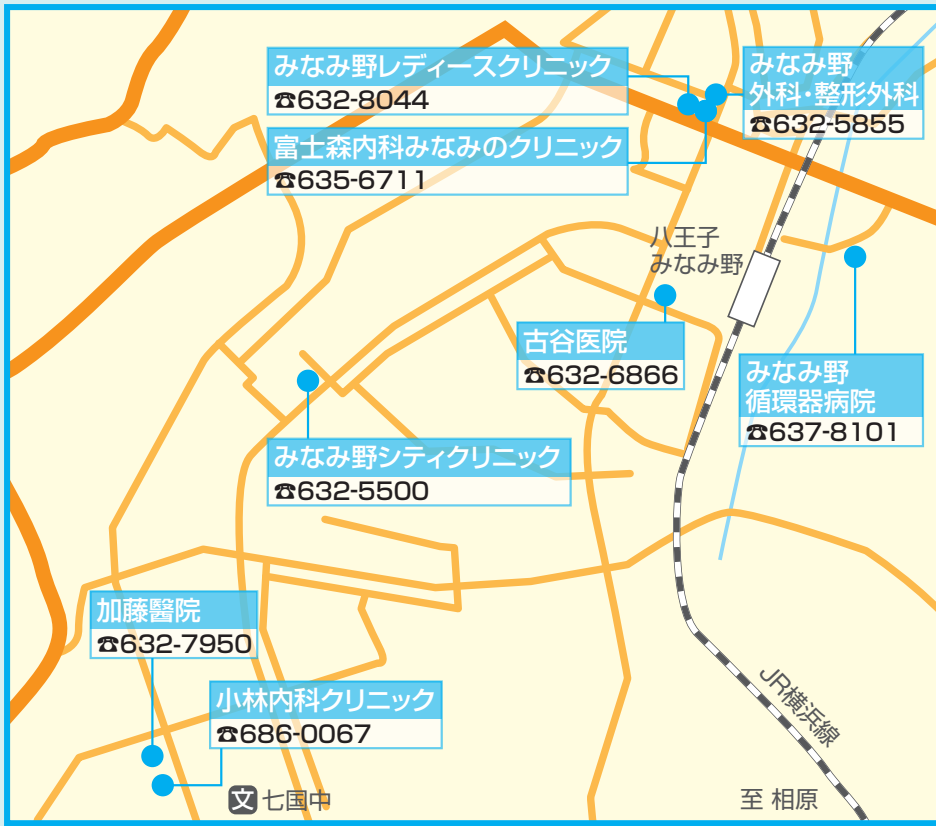 みなみ野レディースクリニック
☎632-8044
みなみ野
外科・整形外科
☎632-5855
富士森内科みなみのクリニック
☎635-6711
八王子
みなみ野
古谷医院
☎632-6866
みなみ野
循環器病院
☎637-8101
みなみ野シティクリニック
☎632-5500
加藤醫院
☎632-7950
小林内科クリニック
☎686-0067
JR横浜線
文 七国中
至 相原